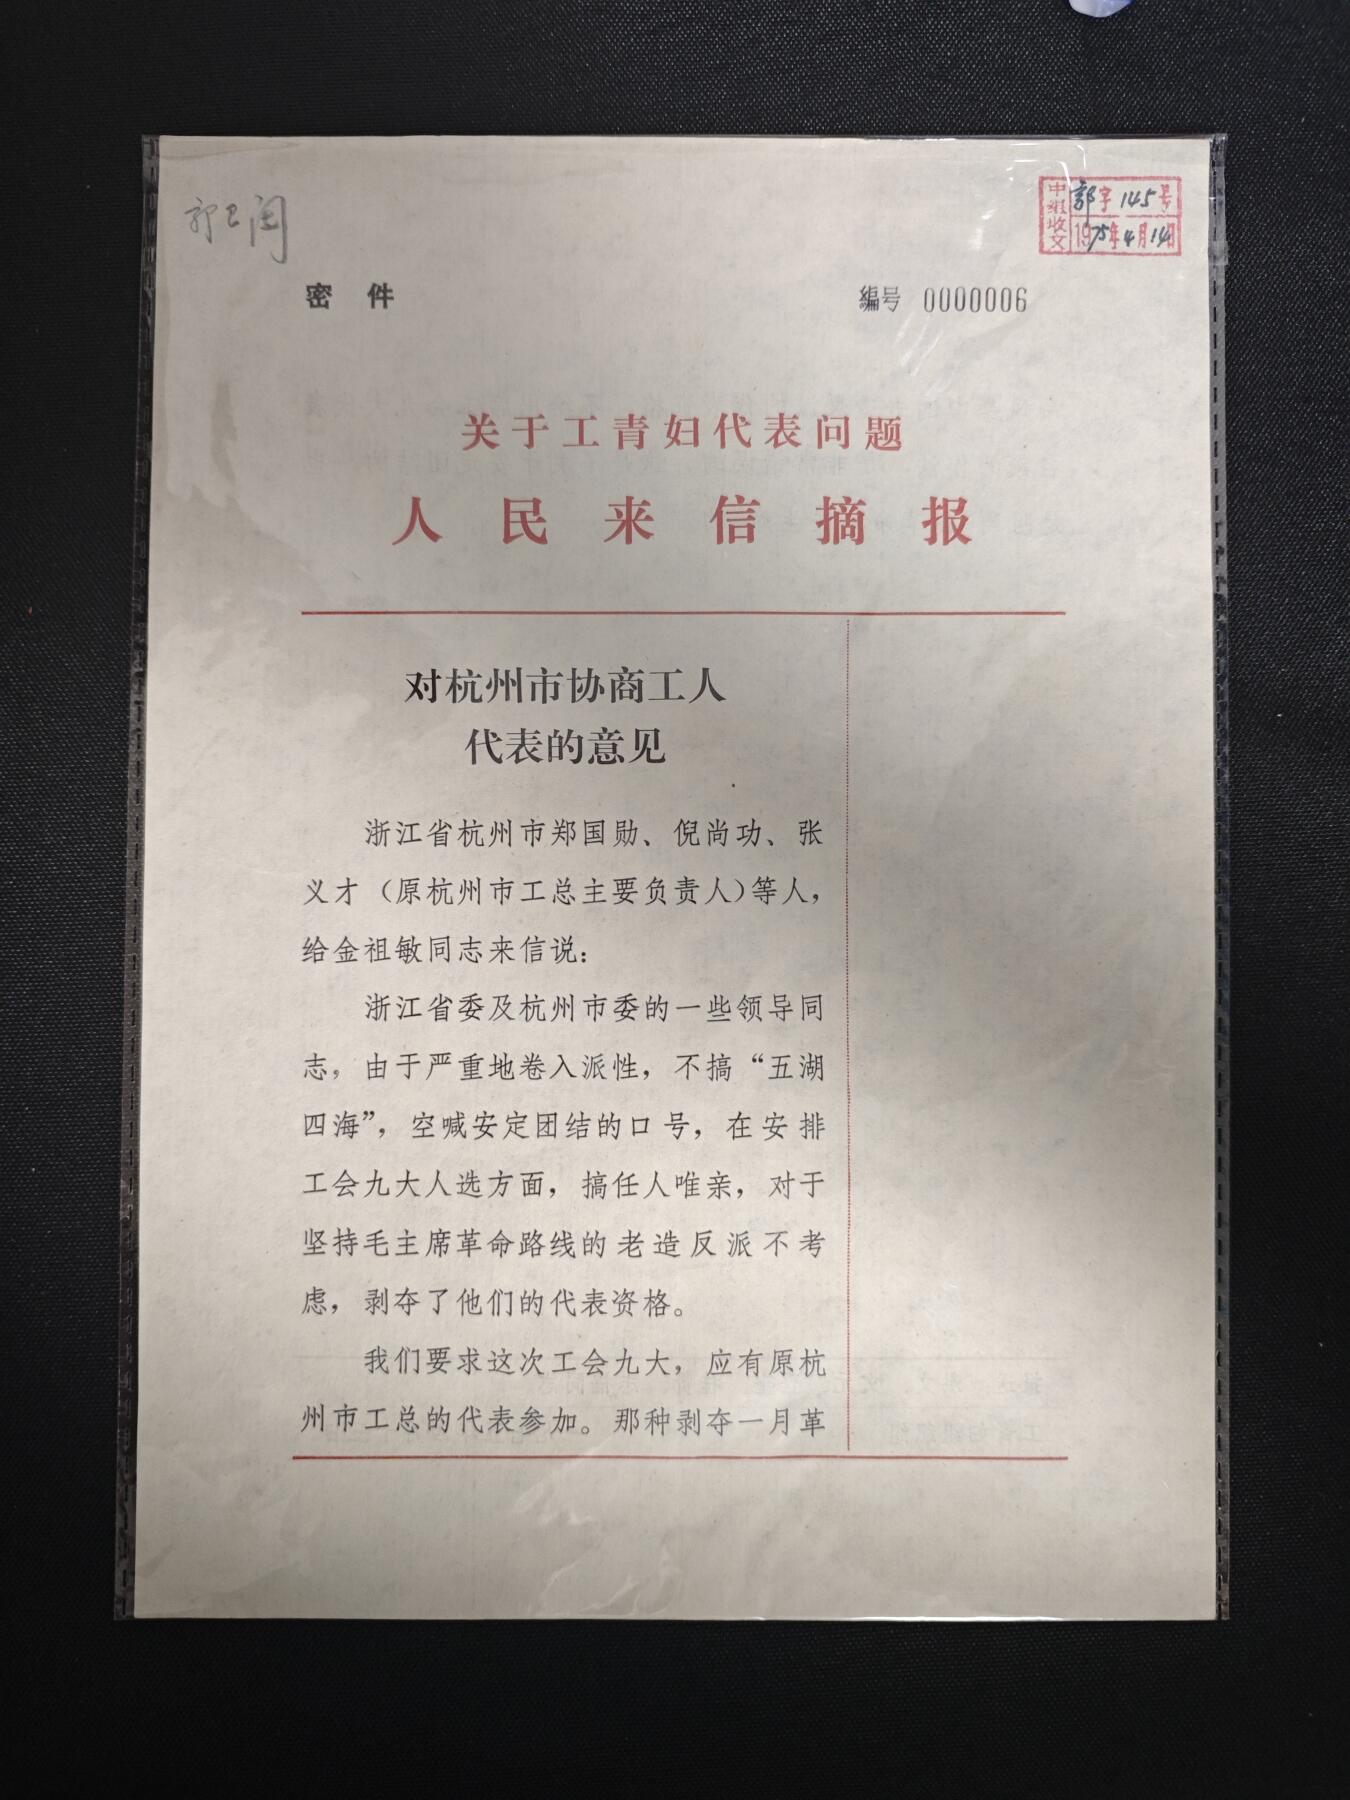 郭已阅
中组收文
郭字145号
1975年4月14日
密 件
编号 0000006
关于工青妇代表问题
人民来信摘报
对杭州市协商工人
代表的意见
浙江省杭州市郑国勋、倪尚功、张
义才（原杭州市工总主要负责人）等人，
给金祖敏同志来信说：
浙江省委及杭州市委的一些领导同
志，由于严重地卷入派性，不搞“五湖
四海”，空喊安定团结的口号，在安排
工会九大人选方面，搞任人唯亲，对于
坚持毛主席革命路线的老造反派不考
虑，剥夺了他们的代表资格。
我们要求这次工会九大，应有原杭
州市工总的代表参加。那种剥夺一月革